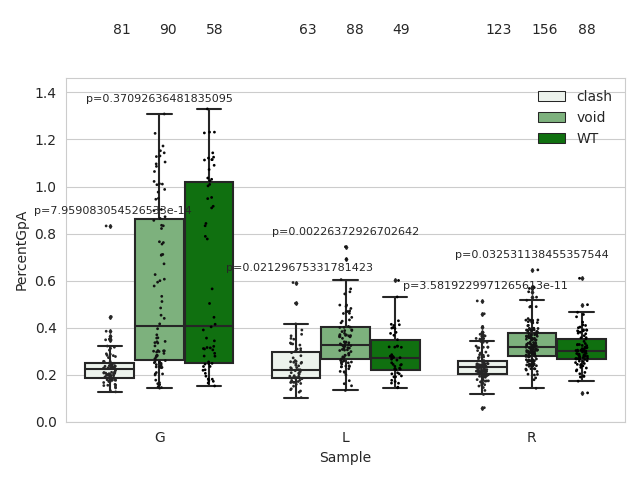 81 90 58 63 88 49 123 156 88
1.4
1.2
1.0
0.8
0.6
0.4
0.2
0.0
PercentGpA
p=0.37092636481835095
p=7.959083054526533e-14
p=0.00226372926702642
p=0.02129675331781423
p=0.032531138455357544
p=3.5819229971265613e-11
clash
void
WT
G L R
Sample